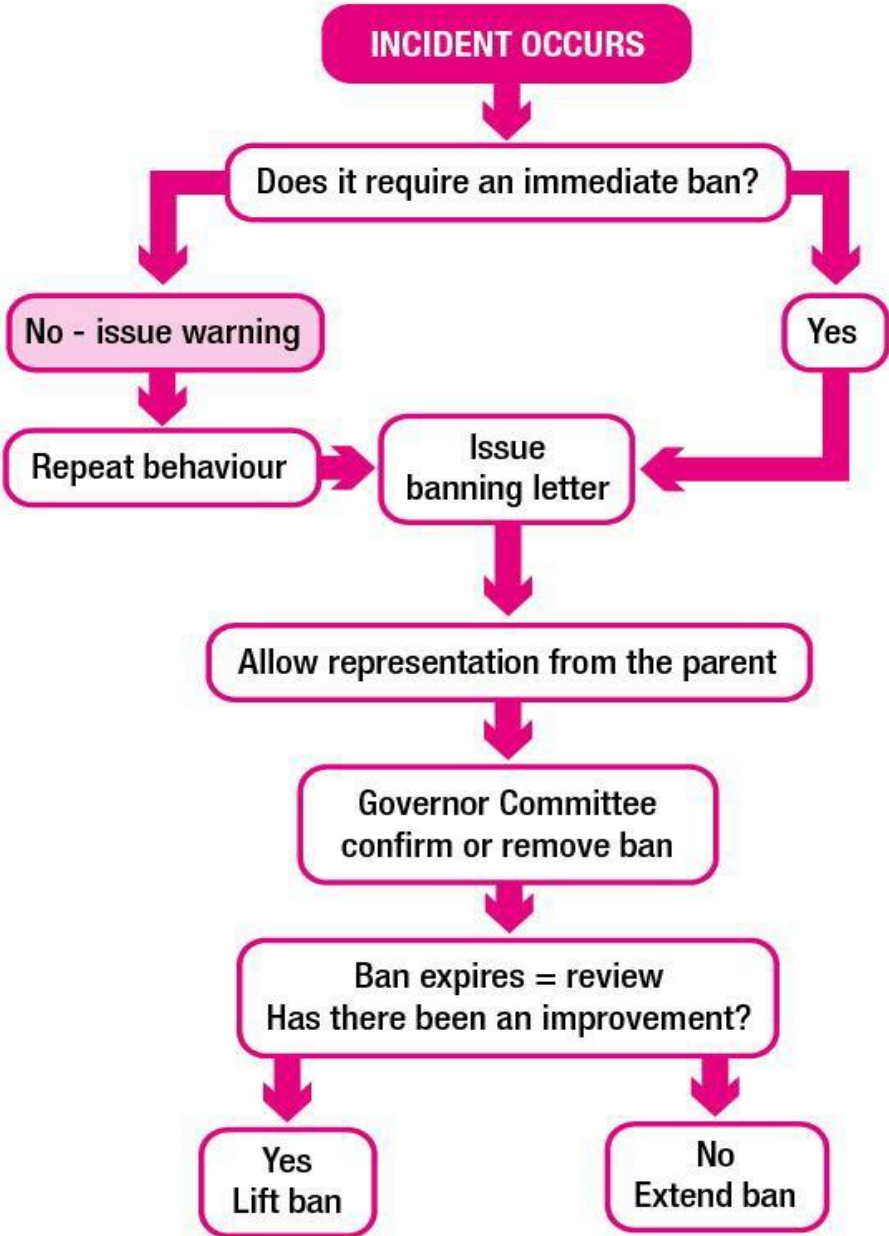 INCIDENT OCCURS
Does it require an immediate ban?
No - issue warning
Yes
Repeat behaviour
Issue
banning letter
Allow representation from the parent
Governor Committee
confirm or remove ban
Ban expires = review
Has there been an improvement?
Yes
Lift ban
No
Extend ban